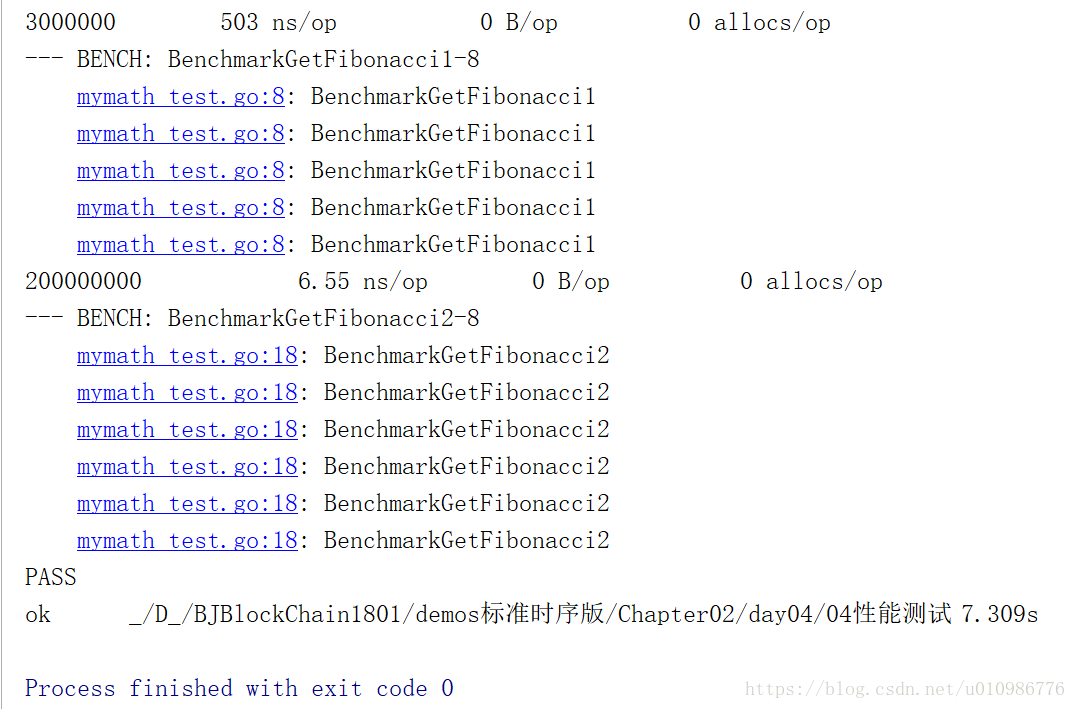 3000000 503 ns/op 0 B/op 0 allocs/op
--- BENCH: BenchmarkGetFibonacci1-8
mymath_test.go:8: BenchmarkGetFibonacci1
mymath_test.go:8: BenchmarkGetFibonacci1
mymath_test.go:8: BenchmarkGetFibonacci1
mymath_test.go:8: BenchmarkGetFibonacci1
mymath_test.go:8: BenchmarkGetFibonacci1
200000000 6.55 ns/op 0 B/op 0 allocs/op
--- BENCH: BenchmarkGetFibonacci2-8
mymath_test.go:18: BenchmarkGetFibonacci2
mymath_test.go:18: BenchmarkGetFibonacci2
mymath_test.go:18: BenchmarkGetFibonacci2
mymath_test.go:18: BenchmarkGetFibonacci2
mymath_test.go:18: BenchmarkGetFibonacci2
mymath_test.go:18: BenchmarkGetFibonacci2
PASS
ok _/D_/BJBlockChain1801/demos标准时序版/Chapter02/day04/04性能测试 7.309s
Process finished with exit code 0
https://blog.csdn.net/u010986776